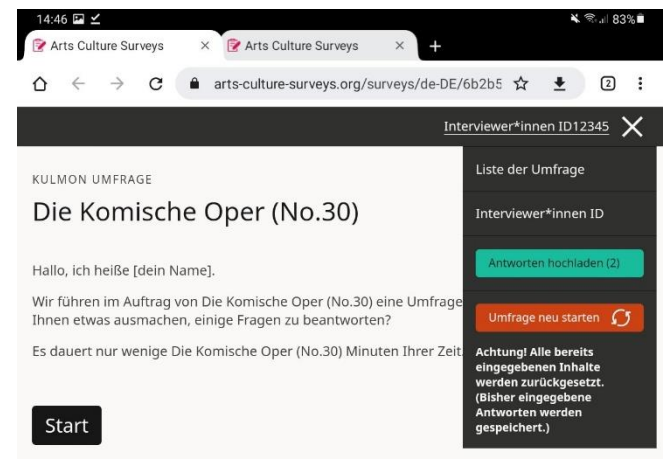 14:46 83%
Arts Culture Surveys × Arts Culture Surveys × +
arts-culture-surveys.org/surveys/de-DE/6b2b5 2
Interviewer*innen ID12345
KULMON UMFRAGE
Die Komische Oper (No.30)
Hallo, ich heiße [dein Name].
Wir führen im Auftrag von Die Komische Oper (No.30) eine Umfrage
Ihnen etwas ausmachen, einige Fragen zu beantworten?
Es dauert nur wenige Die Komische Oper (No.30) Minuten Ihrer Zeit.
Start
Liste der Umfrage
Interviewer*innen ID
Antworten hochladen (2)
Umfrage neu starten
Achtung! Alle bereits
eingegebenen Inhalte
werden zurückgesetzt.
(Bisher eingegebene
Antworten werden
gespeichert.)